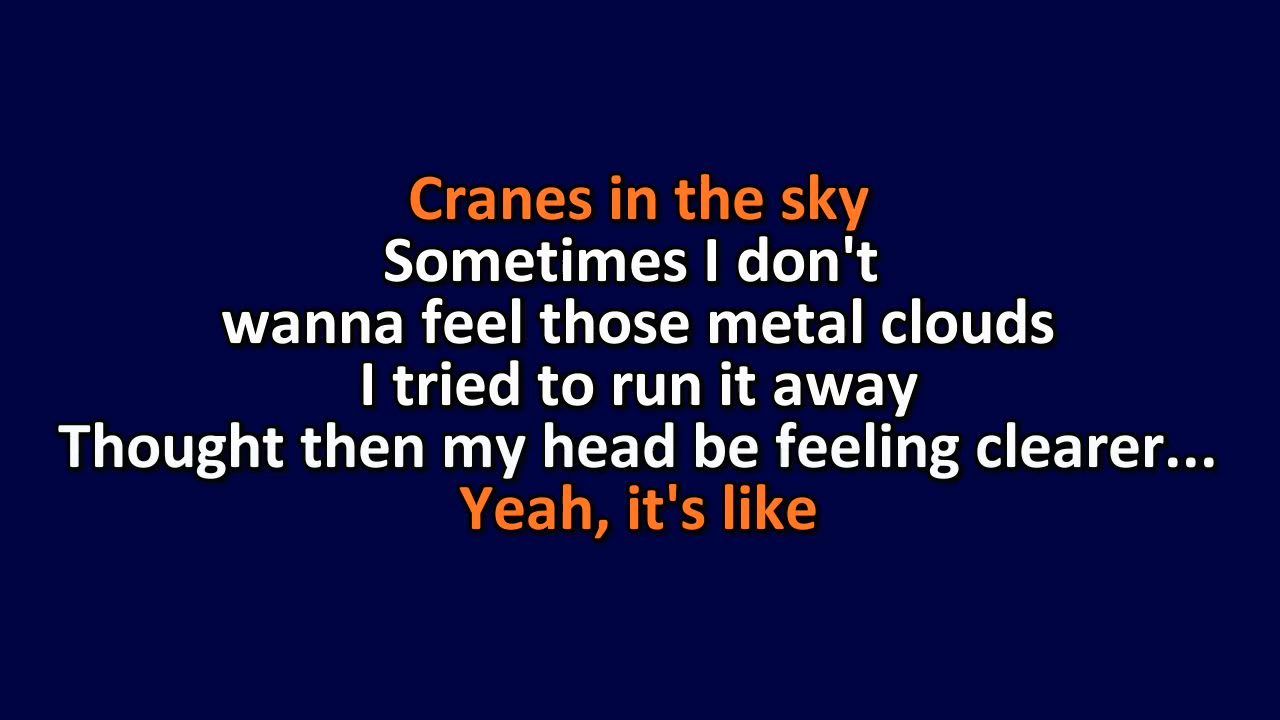 Cranes in the sky
Sometimes I don't
wanna feel those metal clouds
I tried to run it away
Thought then my head be feeling clearer...
Yeah, it's like